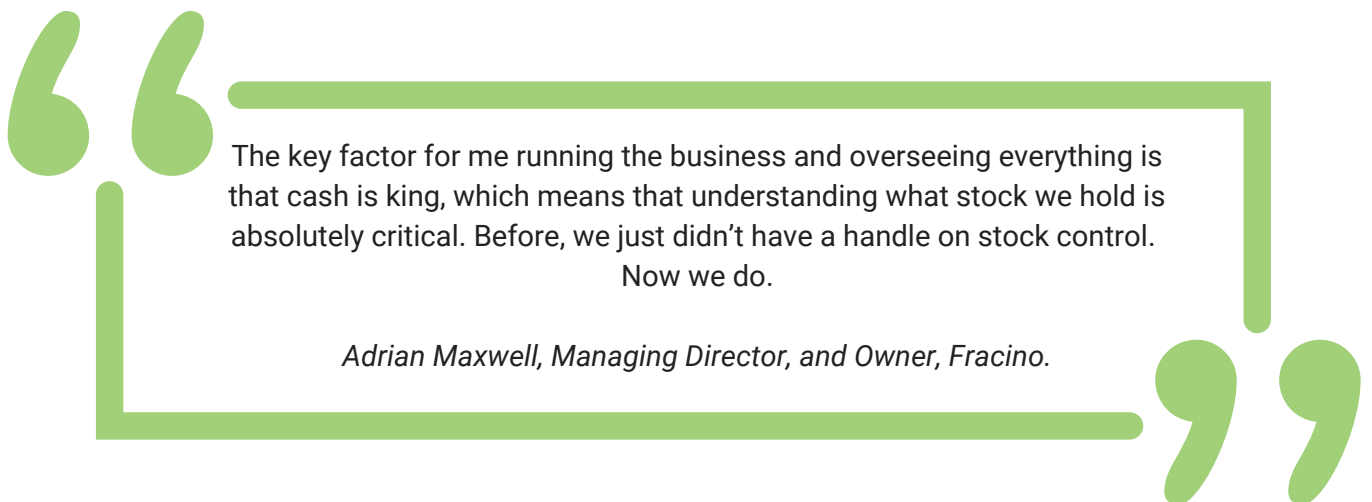 The key factor for me running the business and overseeing everything is
that cash is king, which means that understanding what stock we hold is
absolutely critical. Before, we just didn’t have a handle on stock control.
Now we do.
Adrian Maxwell, Managing Director, and Owner, Fracino.